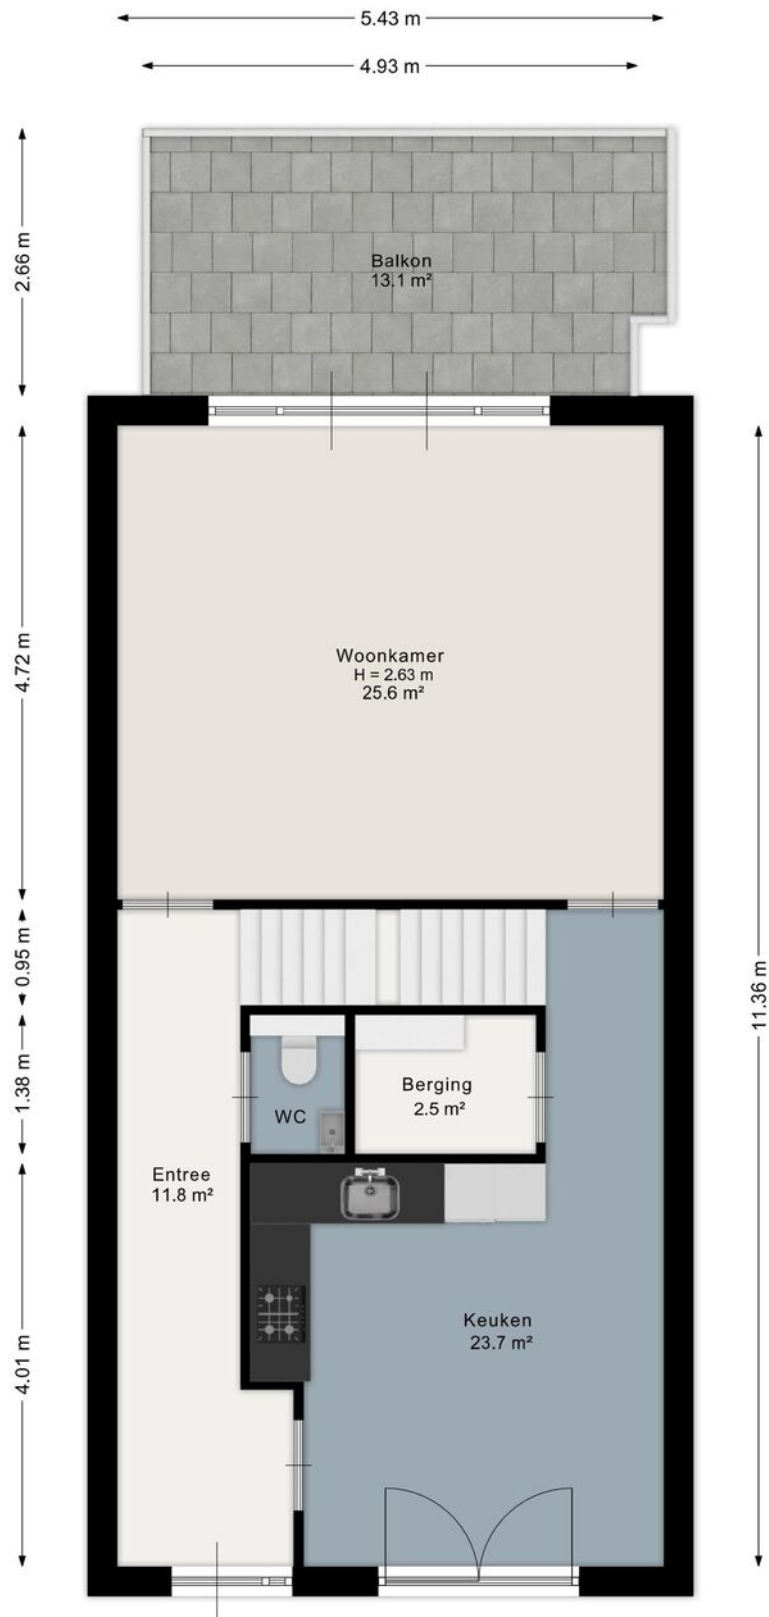 5.43 m
4.93 m
2.66 m
Balkon
13.1 m²
4.72 m
Woonkamer
H = 2.63 m
25.6 m²
0.95 m
11.36 m
1.38 m
Berging
2.5 m²
WC
Entree
11.8 m²
4.01 m
Keuken
23.7 m²